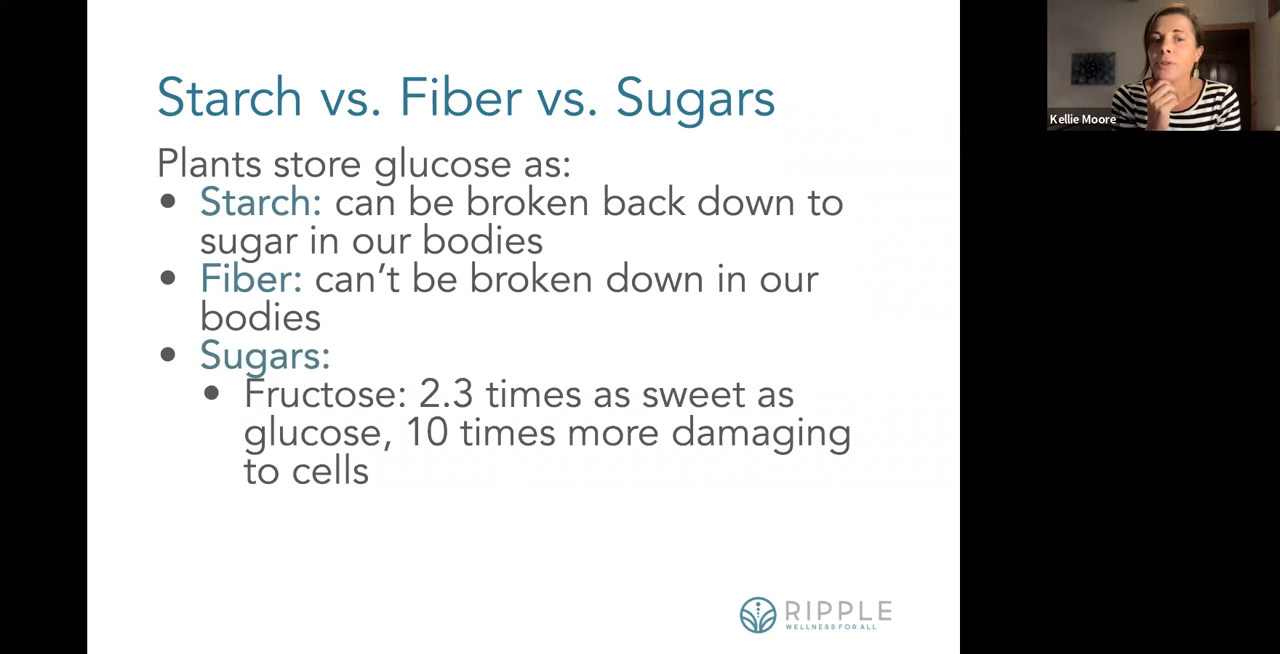 Starch vs. Fiber vs. Sugars
Plants store glucose as:
• Starch: can be broken back down to
sugar in our bodies
• Fiber: can’t be broken down in our
bodies
• Sugars:
• Fructose: 2.3 times as sweet as
glucose, 10 times more damaging
to cells
RIPPLE
WELLNESS FOR ALL
Kellie Moore